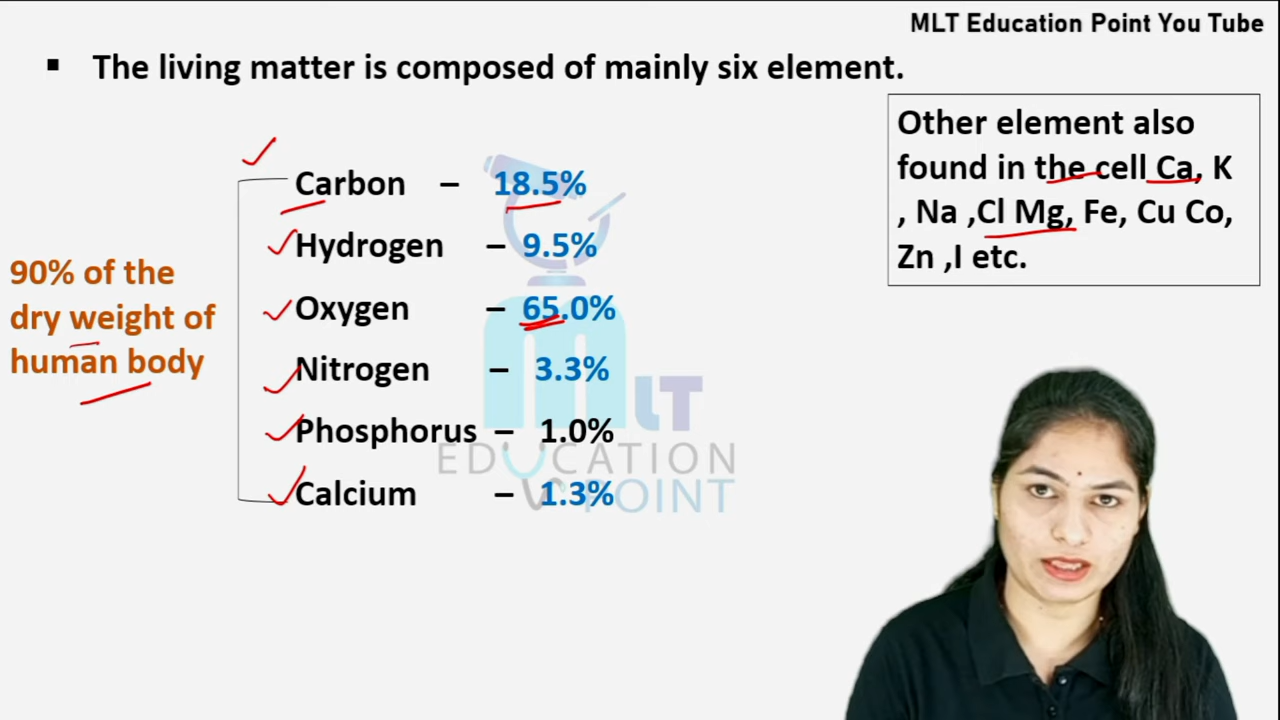 MLT Education Point You Tube
▪ The living matter is composed of mainly six element.
Other element also
found in the cell Ca, K
, Na ,Cl Mg, Fe, Cu Co,
Zn ,I etc.
90% of the
dry weight of
human body
Carbon – 18.5%
Hydrogen – 9.5%
Oxygen – 65.0%
Nitrogen – 3.3%
Phosphorus – 1.0%
Calcium – 1.3%
MLT
EDUCATION
POINT